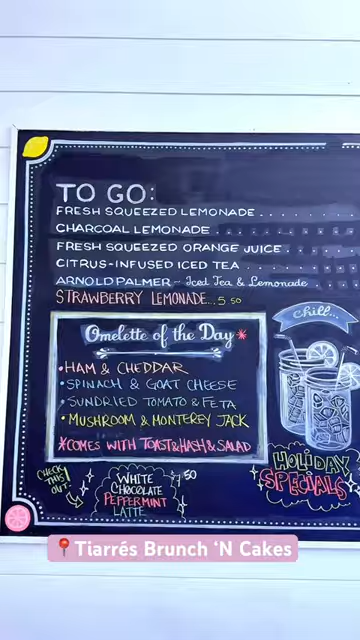 TO GO:
FRESH SQUEEZED LEMONADE . . . . . .
CHARCOAL LEMONADE . . . . . . . .
FRESH SQUEEZED ORANGE JUICE . . . .
CITRUS-INFUSED ICED TEA . . . . . .
ARNOLD PALMER ~ Iced Tea & Lemonade . . . .
STRAWBERRY LEMONADE...5.50
chill...
Omelette of the Day*
• HAM & CHEDDAR
• SPINACH & GOAT CHEESE
• SUNDRIED TOMATO & FETA
• MUSHROOM & MONTEREY JACK
*COMES WITH TOAST & HASH & SALAD
HOLIDAY
SPECIALS
CHECK
THIS
OUT
WHITE
CHOCOLATE
PEPPERMINT
LATTE
$7.50
📍Tiarrés Brunch ‘N Cakes